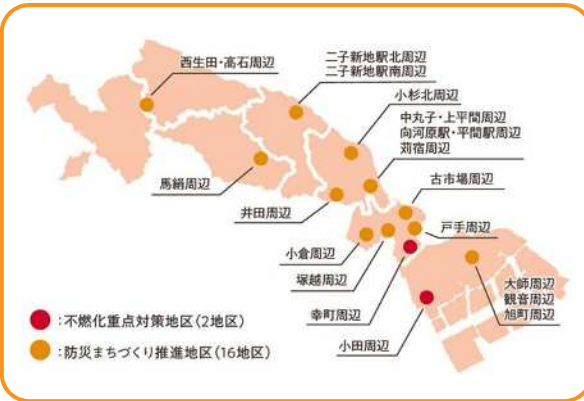 西生田・高石周辺
二子新地駅北周辺
二子新地駅南周辺
小杉北周辺
中丸子・上平間周辺
向河原駅・平間駅周辺
苅宿周辺
馬絹周辺
古市場周辺
井田周辺
戸手周辺
小倉周辺
塚越周辺
幸町周辺
大師周辺
観音周辺
旭町周辺
小田周辺
：不燃化重点対策地区(2地区)
：防災まちづくり推進地区(16地区)